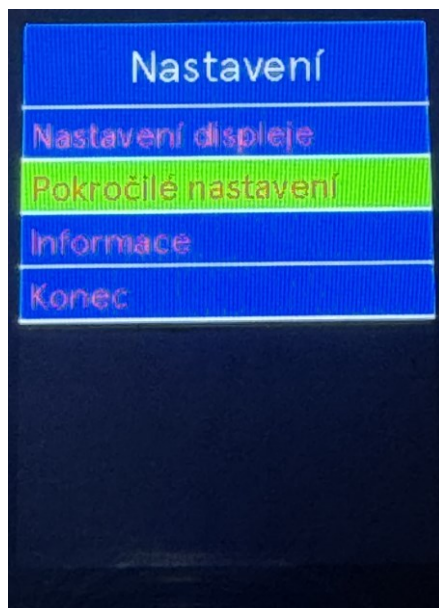 Nastavení
Nastavení displeje
Pokročilé nastavení
Informace
Konec